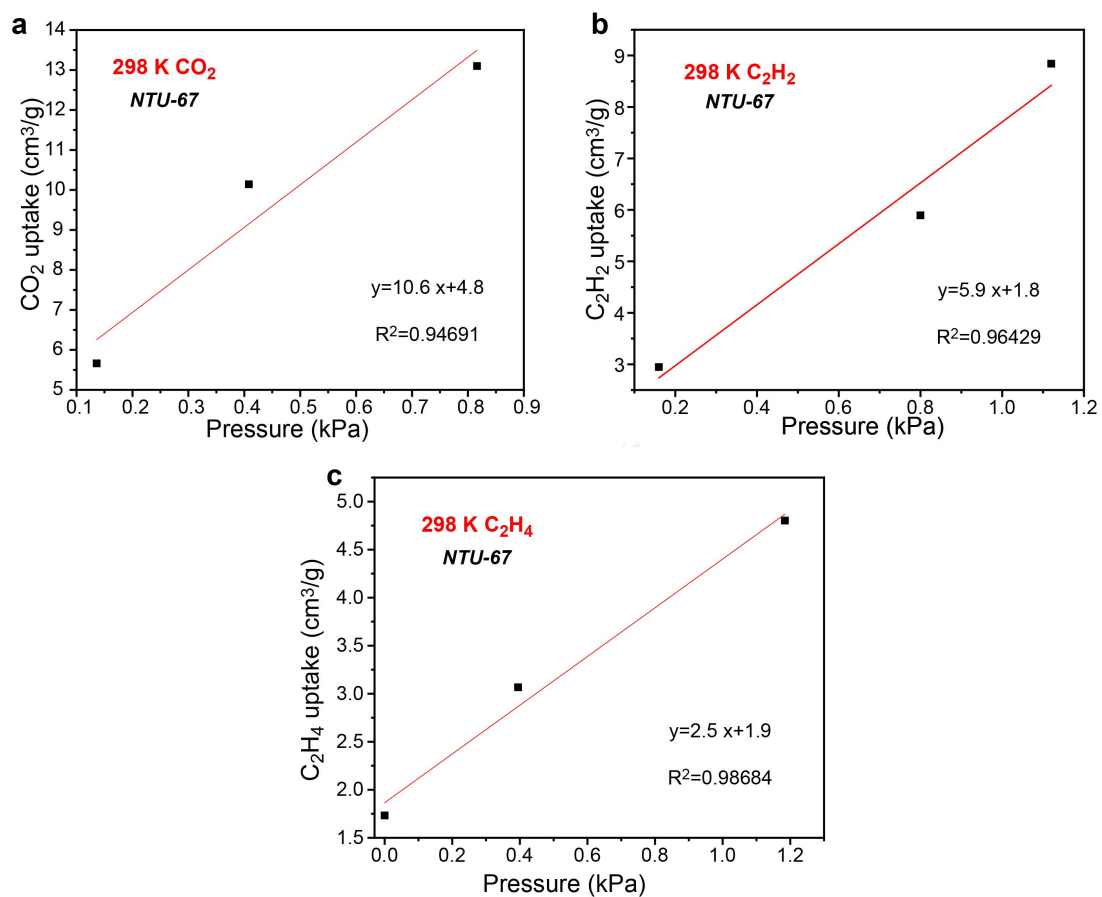 a
298 K CO₂
NTU-67
y=10.6 x+4.8
R²=0.94691
CO₂ uptake (cm³/g)
14
13
12
11
10
9
8
7
6
5
0.1 0.2 0.3 0.4 0.5 0.6 0.7 0.8 0.9
Pressure (kPa)
b
298 K C₂H₂
NTU-67
y=5.9 x+1.8
R²=0.96429
C₂H₂ uptake (cm³/g)
9
8
7
6
5
4
3
0.2 0.4 0.6 0.8 1.0 1.2
Pressure (kPa)
c
298 K C₂H₄
NTU-67
y=2.5 x+1.9
R²=0.98684
C₂H₄ uptake (cm³/g)
5.0
4.5
4.0
3.5
3.0
2.5
2.0
1.5
0.0 0.2 0.4 0.6 0.8 1.0 1.2
Pressure (kPa)